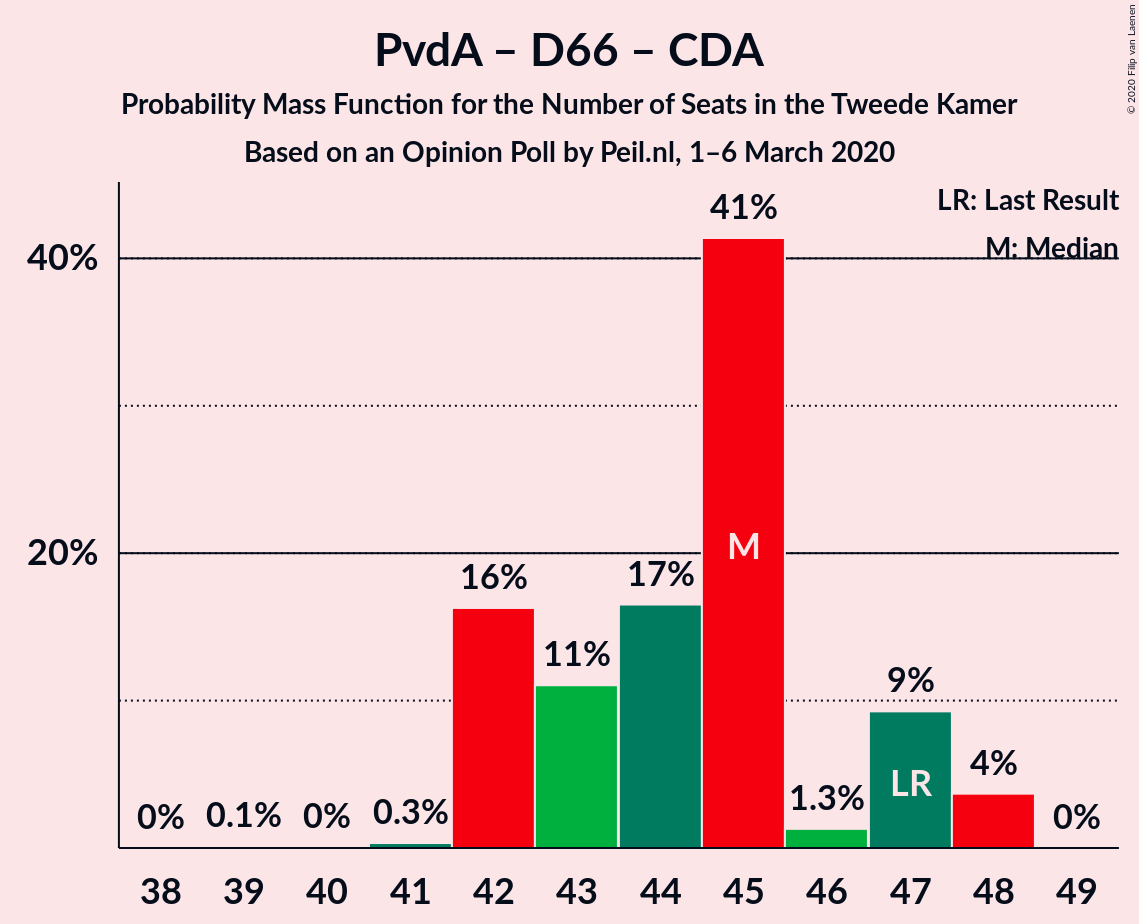 PvdA – D66 – CDA
Probability Mass Function for the Number of Seats in the Tweede Kamer
Based on an Opinion Poll by Peil.nl, 1–6 March 2020
© 2020 Filip van Laenen
LR: Last Result
M: Median
40%
20%
0%
0.1%
0%
0.3%
16%
11%
17%
41%
M
1.3%
9%
LR
4%
0%
38 39 40 41 42 43 44 45 46 47 48 49